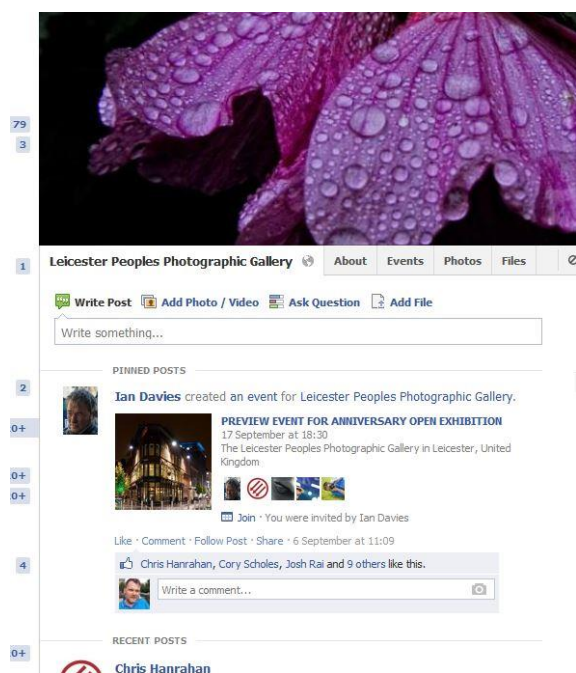 79
3
1
Leicester Peoples Photographic Gallery About Events Photos Files
Write Post Add Photo / Video Ask Question Add File
Write something...
PINNED POSTS
2
Ian Davies created an event for Leicester Peoples Photographic Gallery.
PREVIEW EVENT FOR ANNIVERSARY OPEN EXHIBITION
0+
17 September at 18:30
The Leicester Peoples Photographic Gallery in Leicester, United
Kingdom
0+
0+
Join · You were invited by Ian Davies
Like · Comment · Follow Post · Share · 6 September at 11:09
4
Chris Hanrahan, Cory Scholes, Josh Rai and 9 others like this.
Write a comment...
RECENT POSTS
0+
Chris Hanrahan